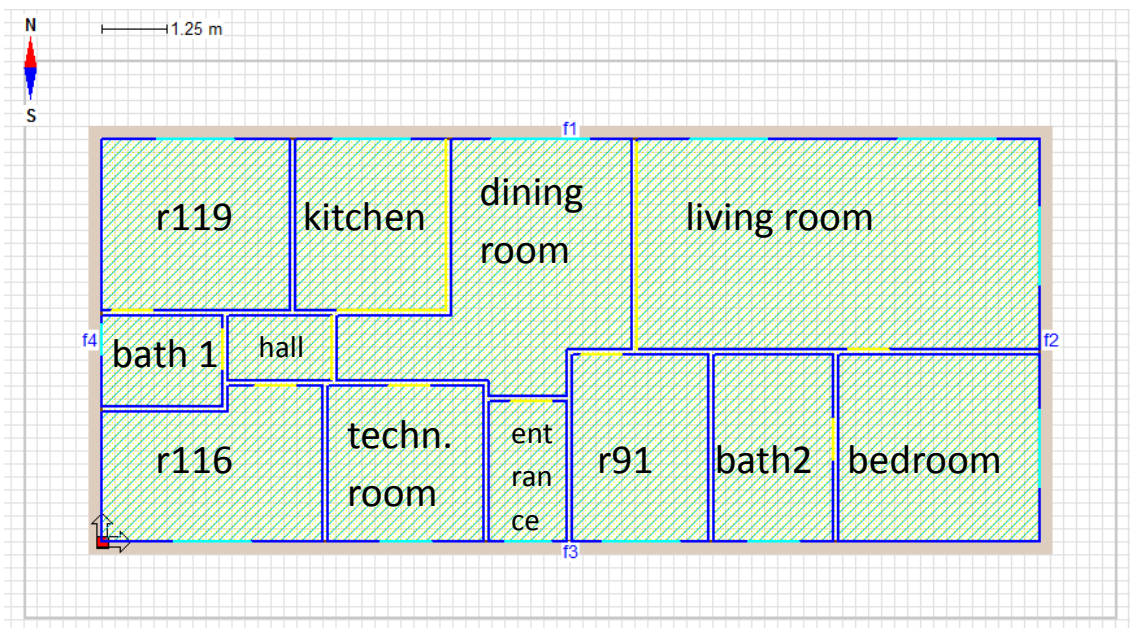 N
1.25 m
S
f1
r119
kitchen
dining
room
living room
f4
bath 1
hall
f2
r116
techn.
room
ent
ran
ce
r91
bath2
bedroom
f3